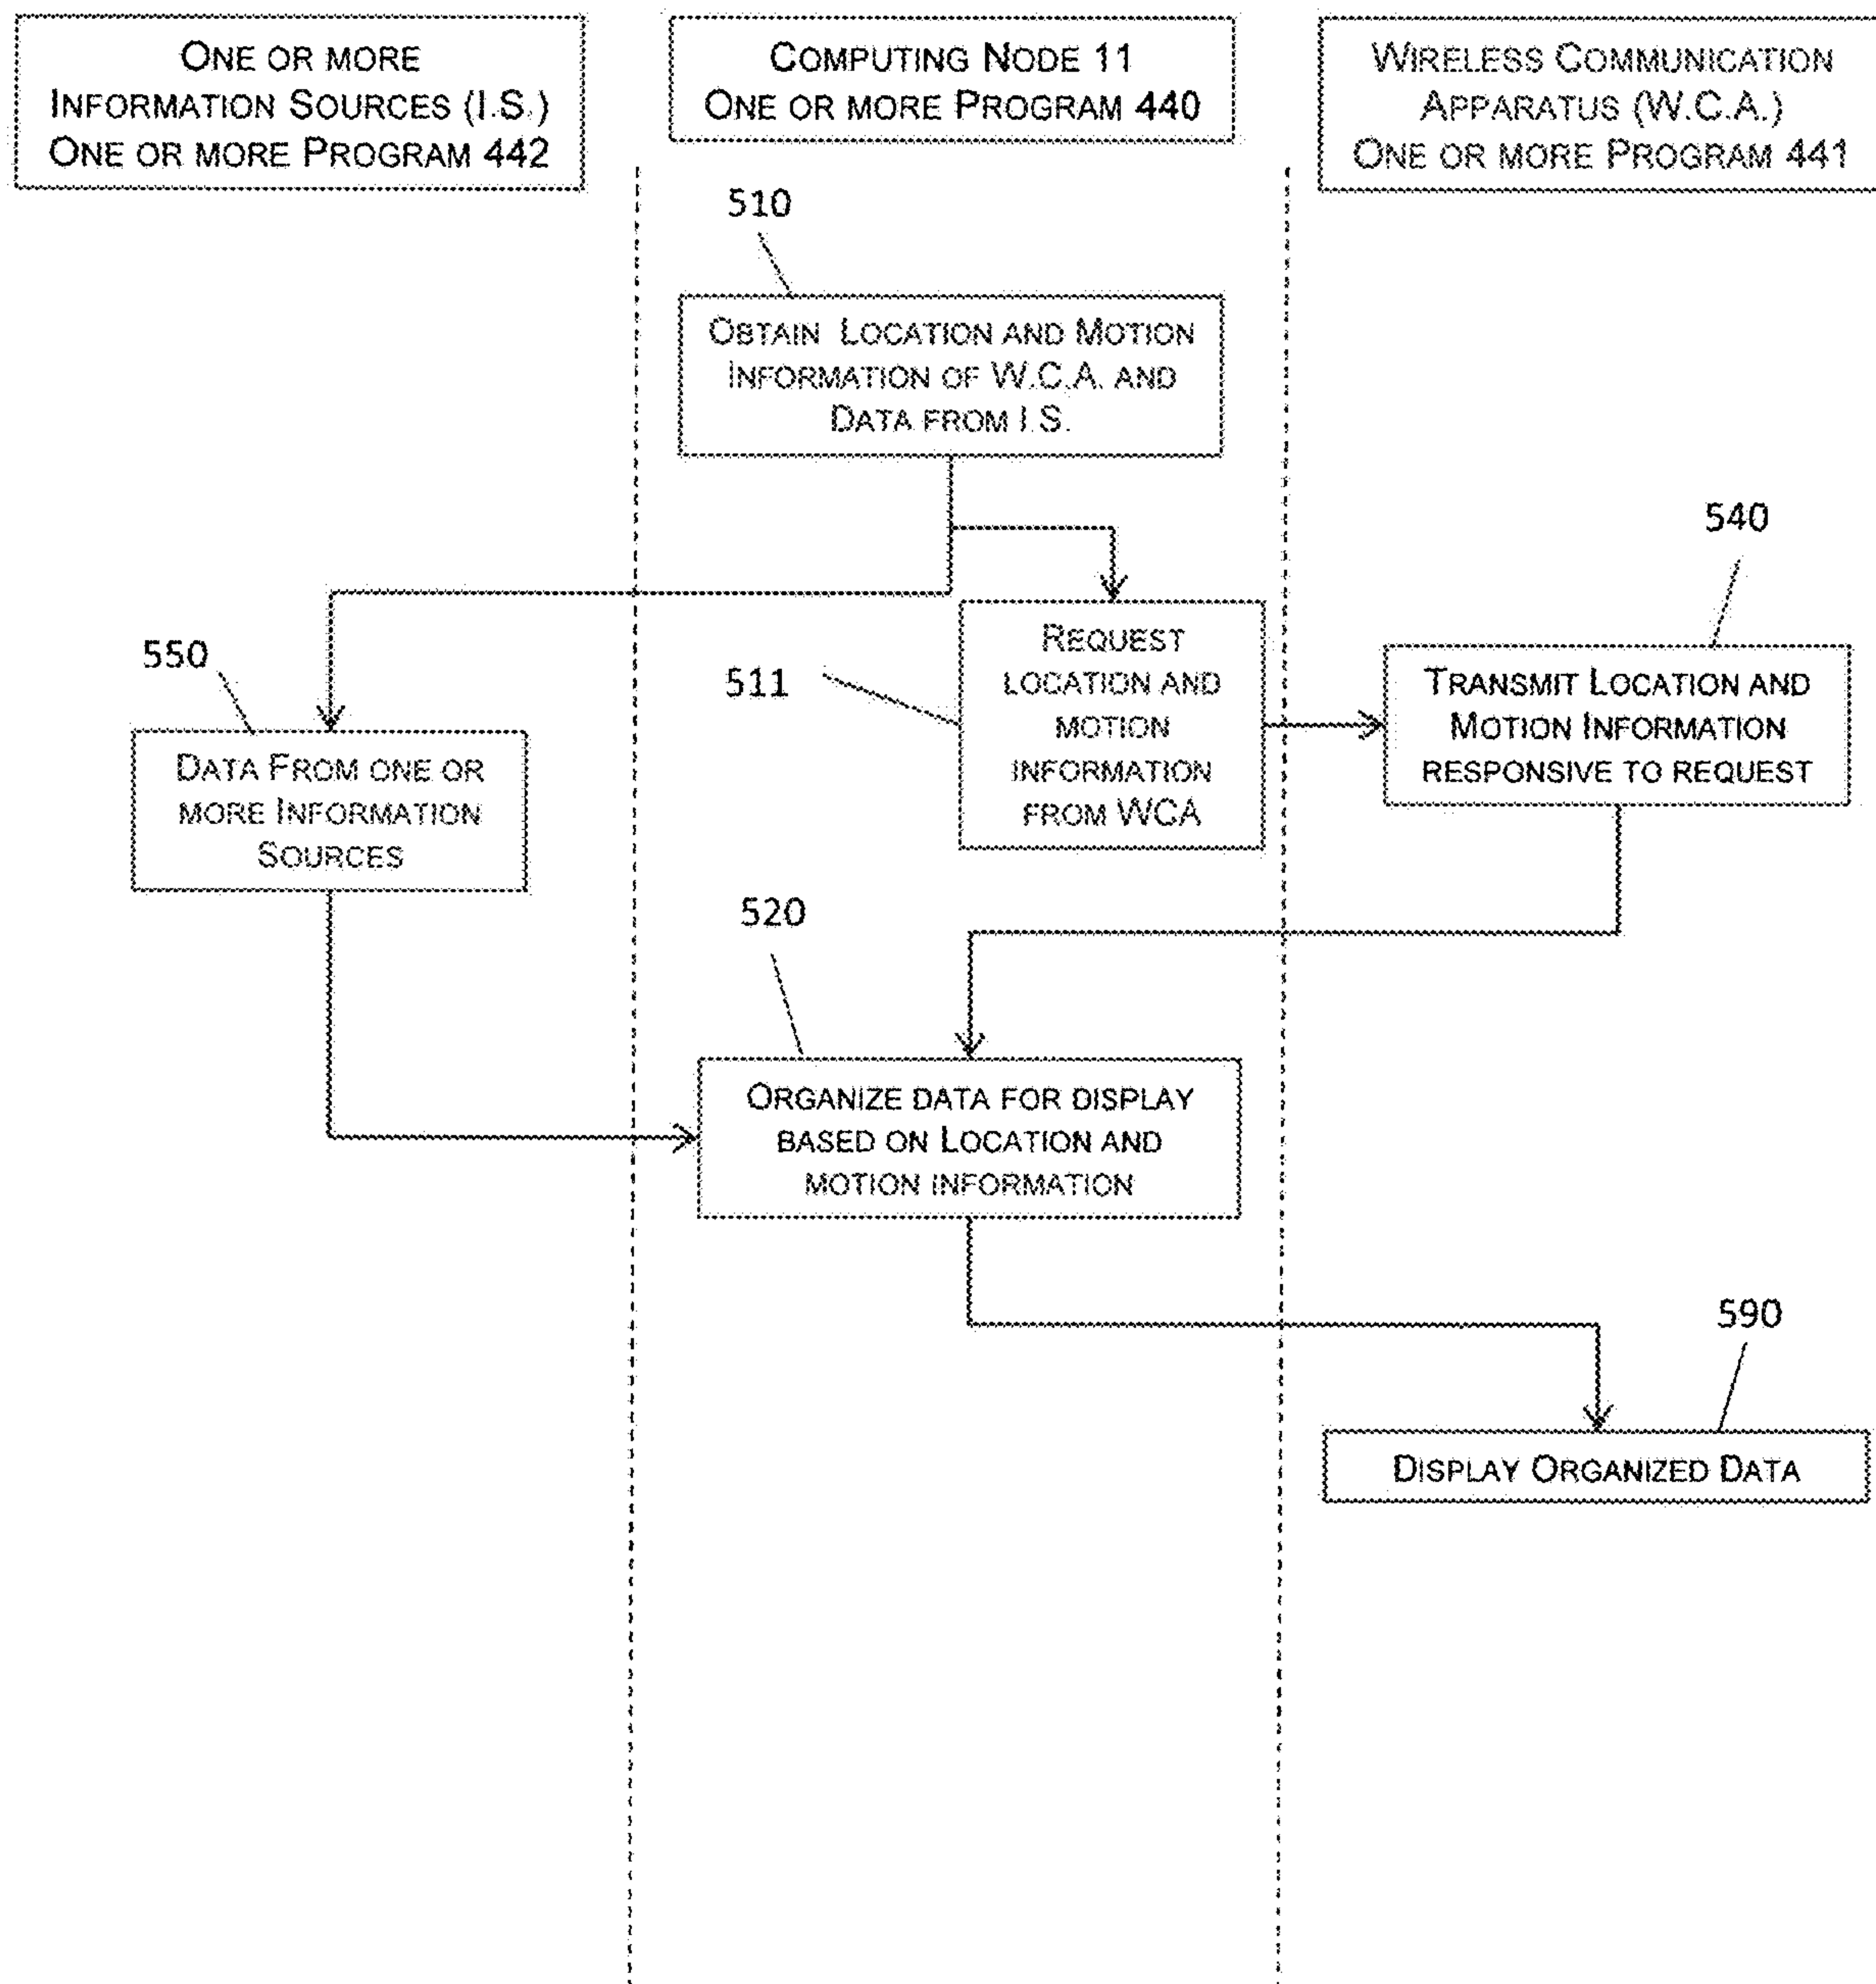 ONE OR MORE
INFORMATION SOURCES (I.S.)
ONE OR MORE PROGRAM 442
COMPUTING NODE 11
ONE OR MORE PROGRAM 440
WIRELESS COMMUNICATION
APPARATUS (W.C.A.)
ONE OR MORE PROGRAM 441
510
OBTAIN LOCATION AND MOTION
INFORMATION OF W.C.A. AND
DATA FROM I.S.
540
550
511
REQUEST
LOCATION AND
MOTION
INFORMATION
FROM WCA
TRANSMIT LOCATION AND
MOTION INFORMATION
RESPONSIVE TO REQUEST
DATA FROM ONE OR
MORE INFORMATION
SOURCES
520
ORGANIZE DATA FOR DISPLAY
BASED ON LOCATION AND
MOTION INFORMATION
590
DISPLAY ORGANIZED DATA